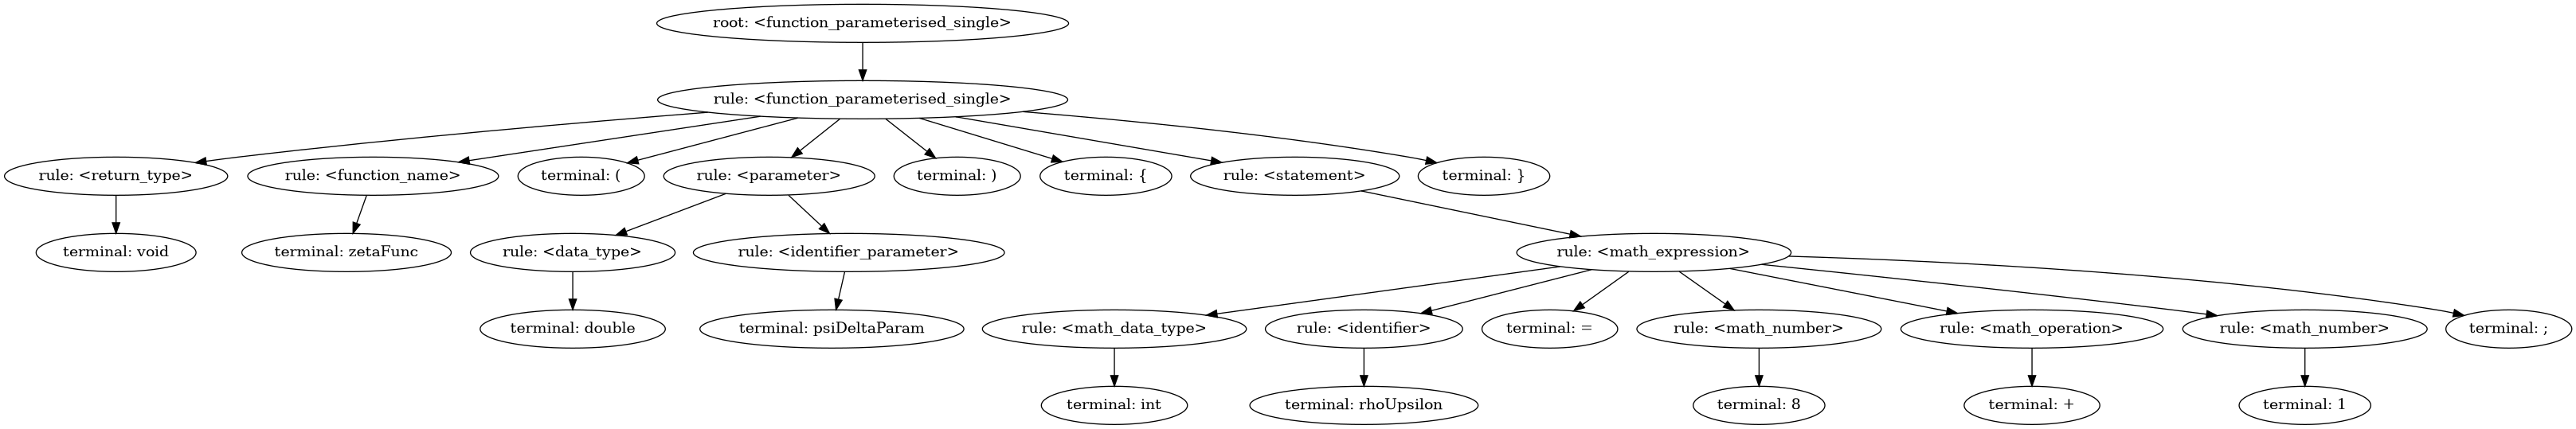 root: <function_parameterised_single>
rule: <function_parameterised_single>
rule: <return_type>
rule: <function_name>
terminal: (
rule: <parameter>
terminal: )
terminal: {
rule: <statement>
terminal: }
terminal: void
terminal: zetaFunc
rule: <data_type>
rule: <identifier_parameter>
rule: <math_expression>
terminal: double
terminal: psiDeltaParam
rule: <math_data_type>
rule: <identifier>
terminal: =
rule: <math_number>
rule: <math_operation>
rule: <math_number>
terminal: ;
terminal: int
terminal: rhoUpsilon
terminal: 8
terminal: +
terminal: 1